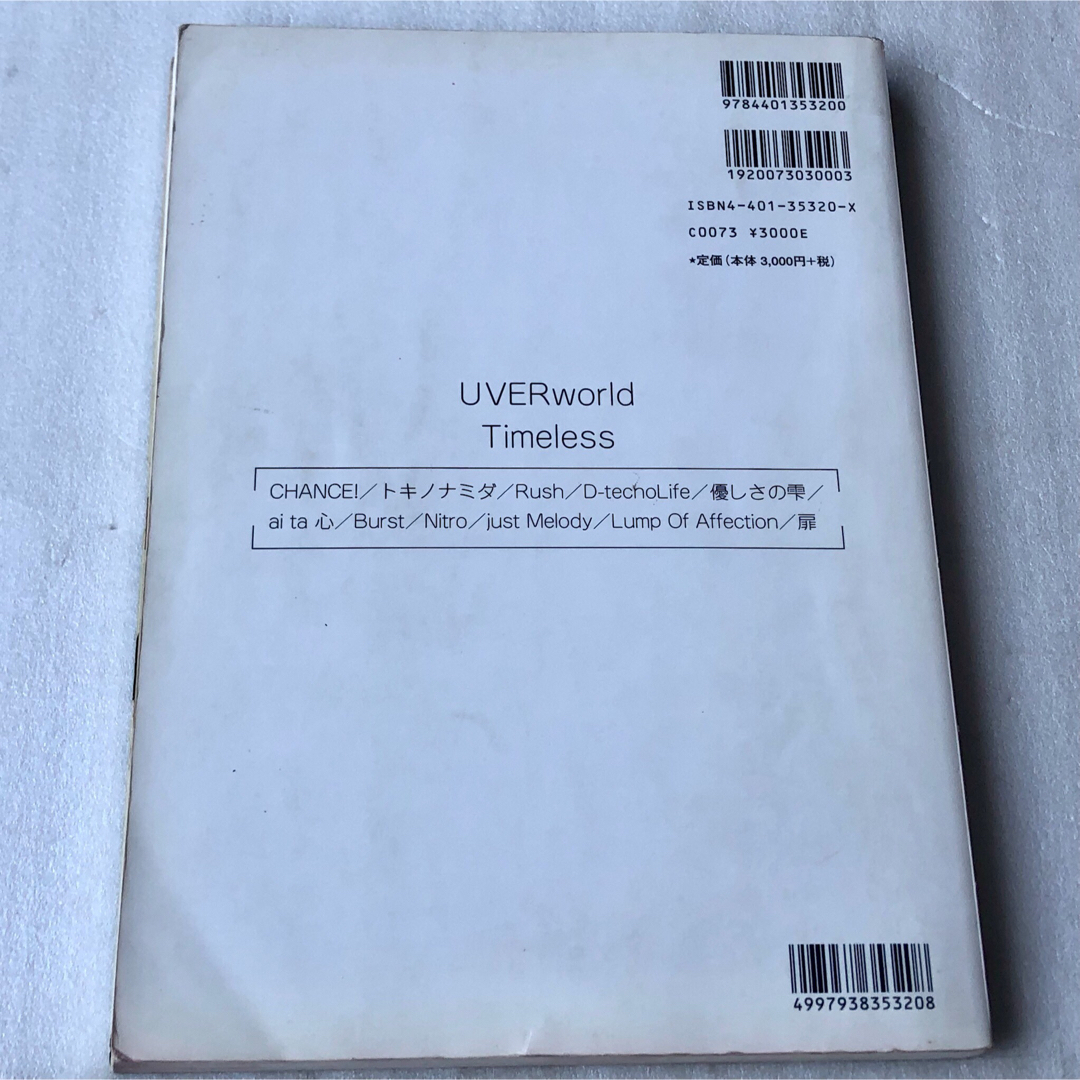 9784401353200
1920073030003
ISBN4-401-35320-X
C0073 ¥3000E
*定価(本体 3,000円+税)
UVERworld
Timeless
CHANCE!/トキノナミダ/Rush/D-techoLife/優しさの雫/
ai ta 心/Burst/Nitro/just Melody/Lump Of Affection/扉
4997938353208